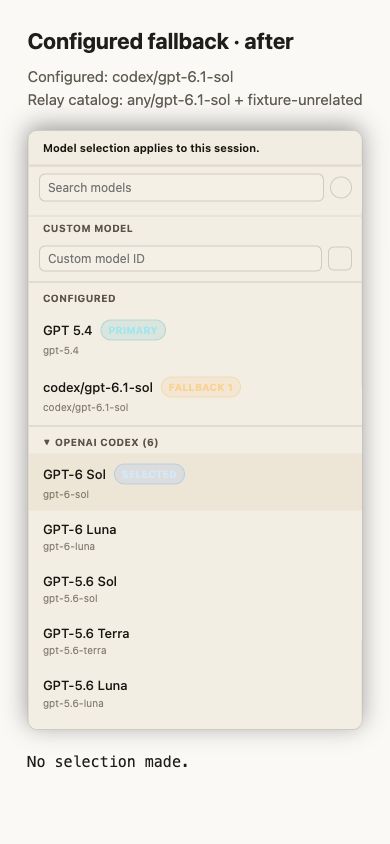 Configured fallback · after
Configured: codex/gpt-6.1-sol
Relay catalog: any/gpt-6.1-sol + fixture-unrelated
Model selection applies to this session.
Search models
CUSTOM MODEL
Custom model ID
CONFIGURED
GPT 5.4 PRIMARY
gpt-5.4
codex/gpt-6.1-sol FALLBACK 1
codex/gpt-6.1-sol
▼ OPENAI CODEX (6)
GPT-6 Sol SELECTED
gpt-6-sol
GPT-6 Luna
gpt-6-luna
GPT-5.6 Sol
gpt-5.6-sol
GPT-5.6 Terra
gpt-5.6-terra
GPT-5.6 Luna
gpt-5.6-luna
No selection made.